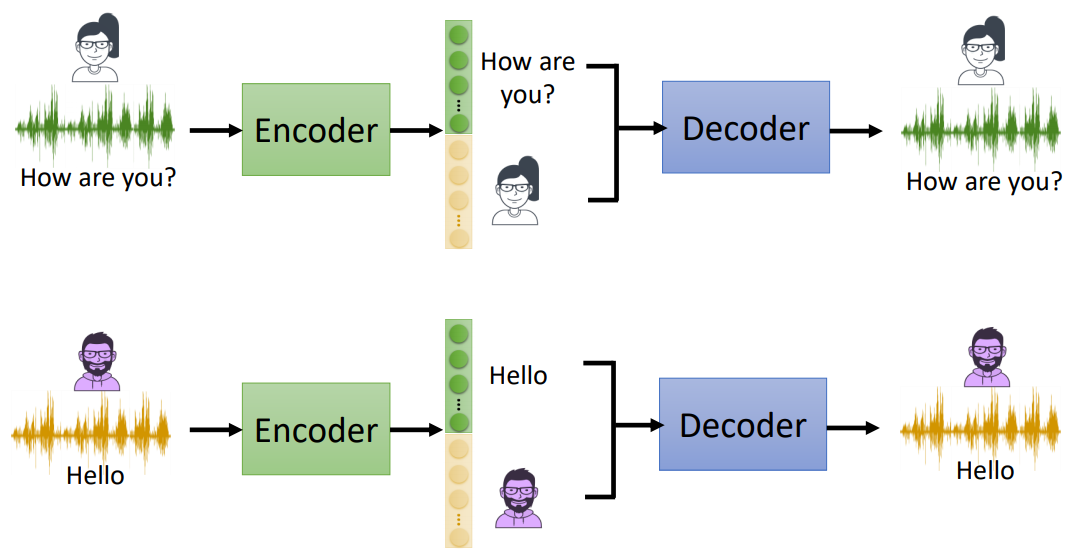 How are you?
Encoder
How are
you?
Decoder
How are you?
Hello
Encoder
Hello
Decoder
Hello